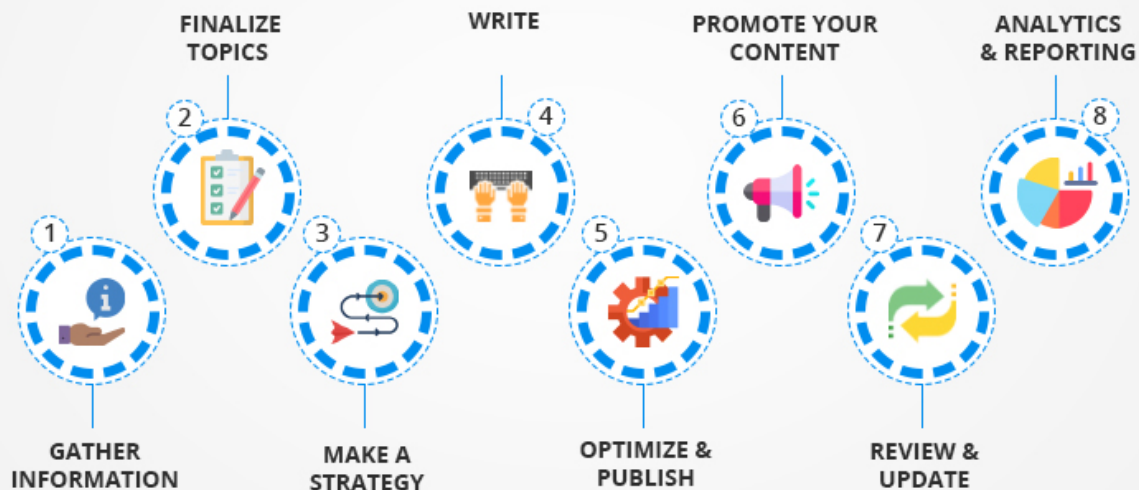 1
GATHER
INFORMATION
2
FINALIZE
TOPICS
3
MAKE A
STRATEGY
4
WRITE
5
OPTIMIZE &
PUBLISH
6
PROMOTE YOUR
CONTENT
7
REVIEW &
UPDATE
8
ANALYTICS
& REPORTING